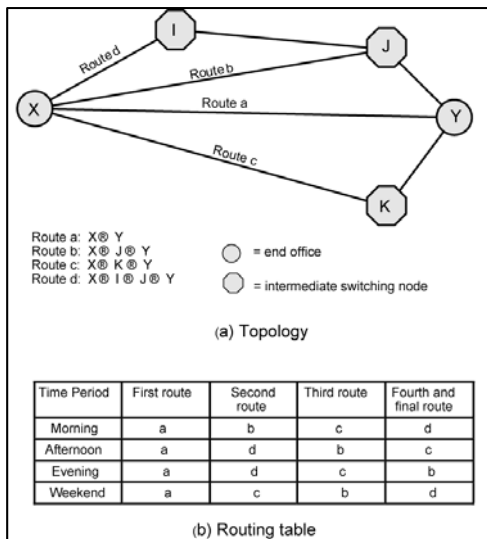 I
J
Route d
Route b
X
Route a
Y
Route c
K
Route a: X® Y
Route b: X® J® Y
Route c: X® K® Y
Route d: X® I® J® Y
= end office
= intermediate switching node
(a) Topology
Time Period First route Second route Third route Fourth and final route
Morning a b c d
Afternoon a d b c
Evening a d c b
Weekend a c b d
(b) Routing table